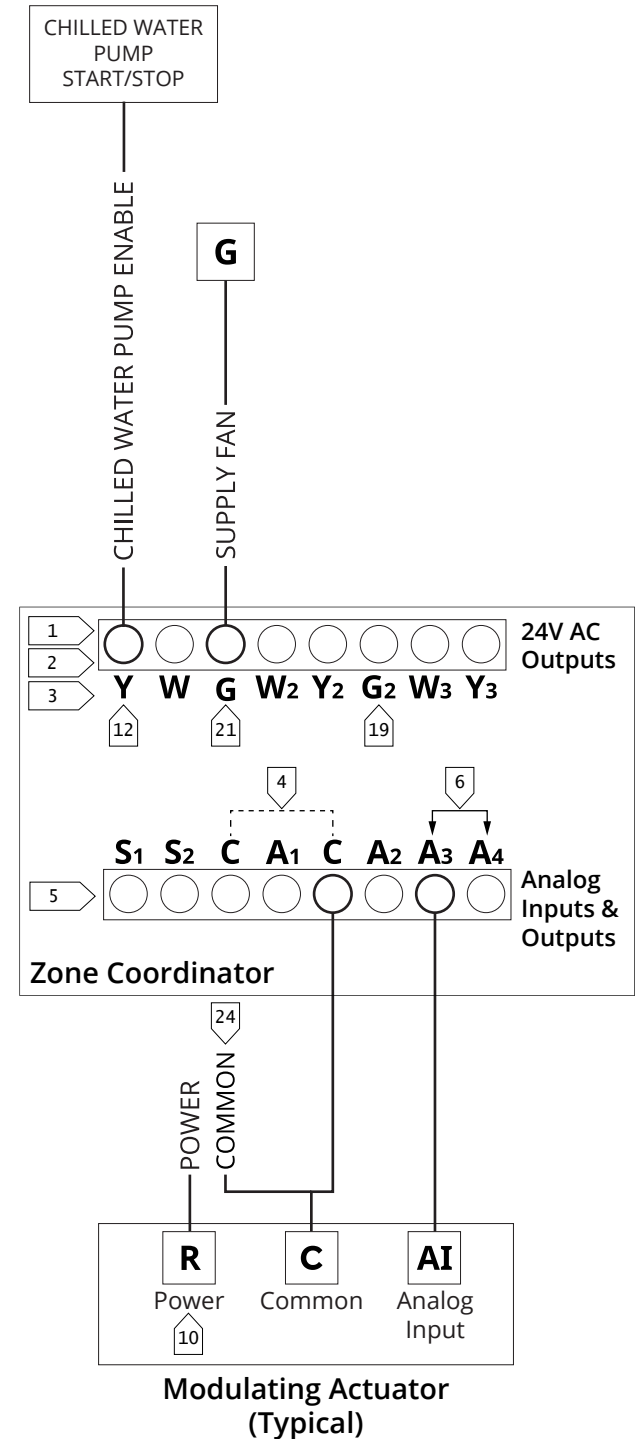 CHILLED WATER
PUMP
START/STOP
CHILLED WATER PUMP ENABLE
G
SUPPLY FAN
1
2
3
24V AC
Outputs
Y W G W2 Y2 G2 W3 Y3
12 21 19
4 6
S1 S2 C A1 C A2 A3 A4
5
Analog
Inputs &
Outputs
Zone Coordinator
24
POWER
COMMON
R C AI
Power Common Analog
Input
10
Modulating Actuator
(Typical)